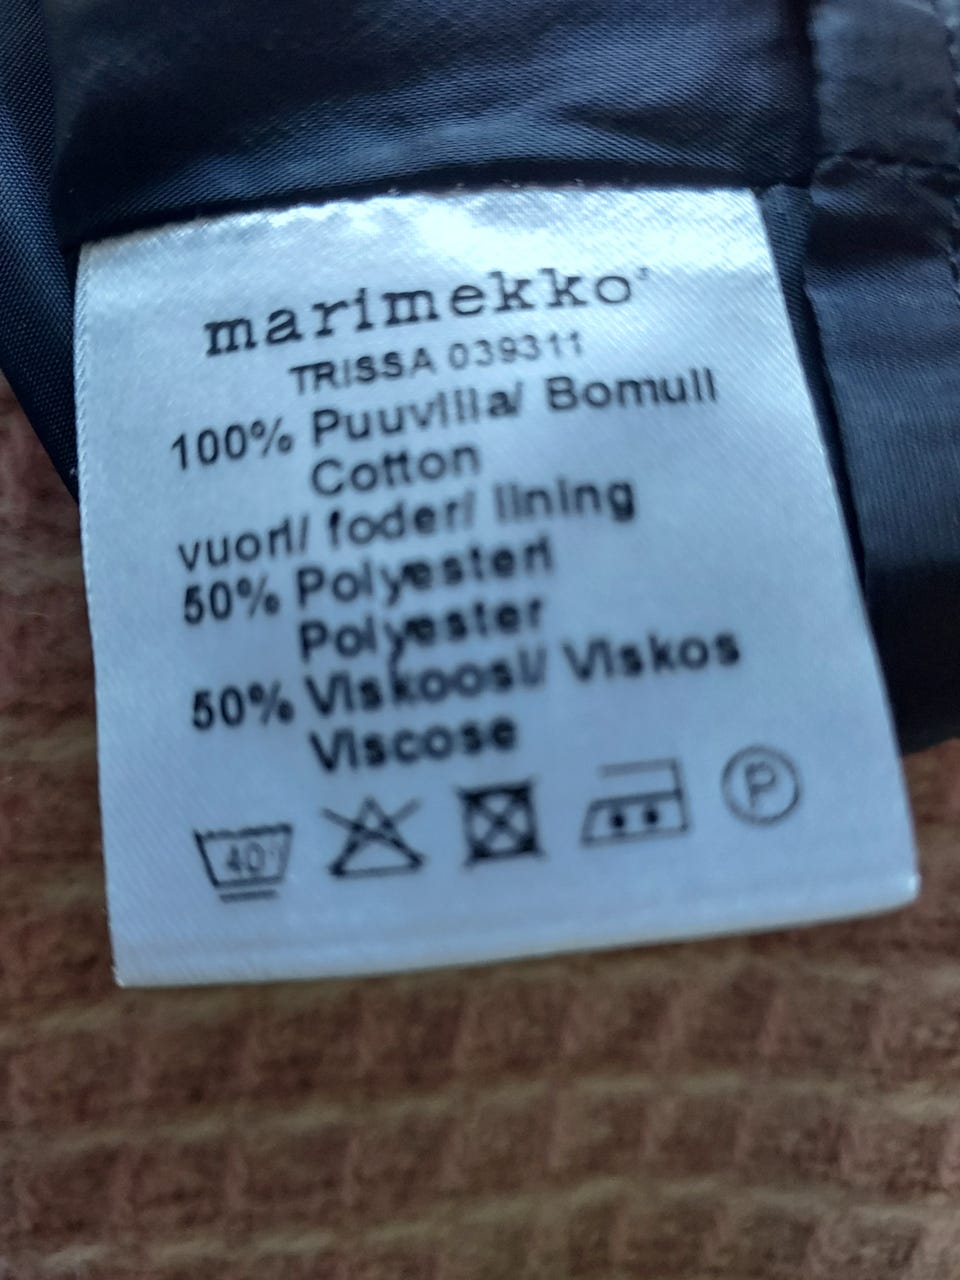 marimekko®
TRISSA 039311
100% Puuvilla/ Bomull
Cotton
vuori/ foder/ lining
50% Polyesteri
Polyester
50% Viskoosi/ Viskos
Viscose
40° P